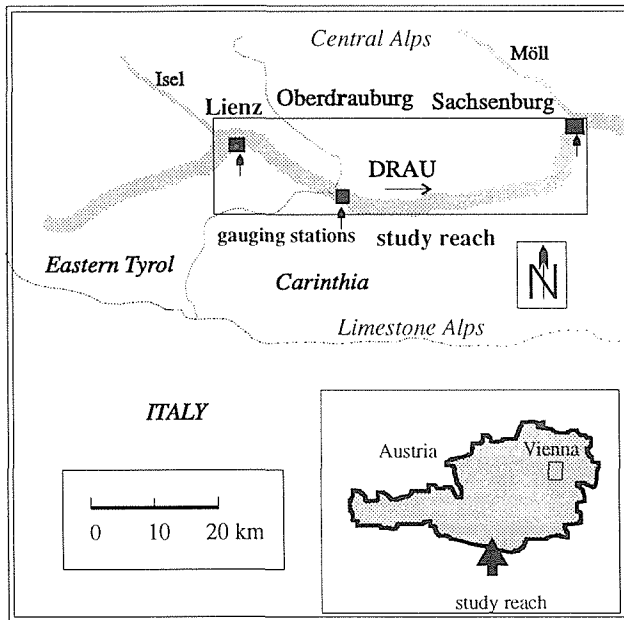 Central Alps
Möll
Isel
Lienz
Oberdrauburg
Sachsenburg
DRAU
gauging stations
study reach
Eastern Tyrol
Carinthia
N
Limestone Alps
ITALY
0 10 20 km
Austria
Vienna
study reach